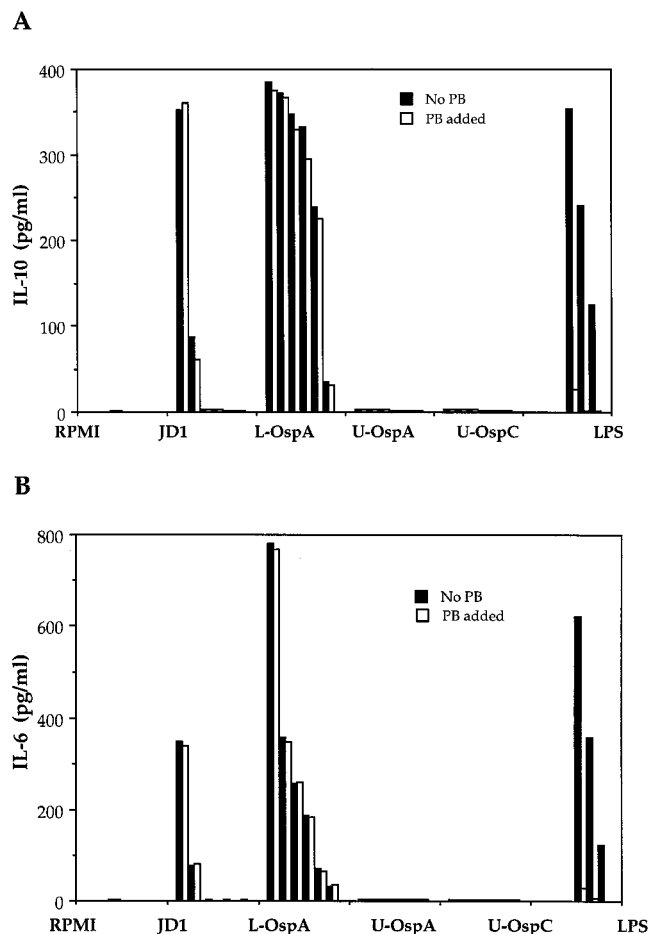 A
IL-10 (pg/ml)
400
300
200
100
0
No PB
PB added
RPMI JD1 L-OspA U-OspA U-OspC LPS
B
IL-6 (pg/ml)
800
600
400
200
0
No PB
PB added
RPMI JD1 L-OspA U-OspA U-OspC LPS